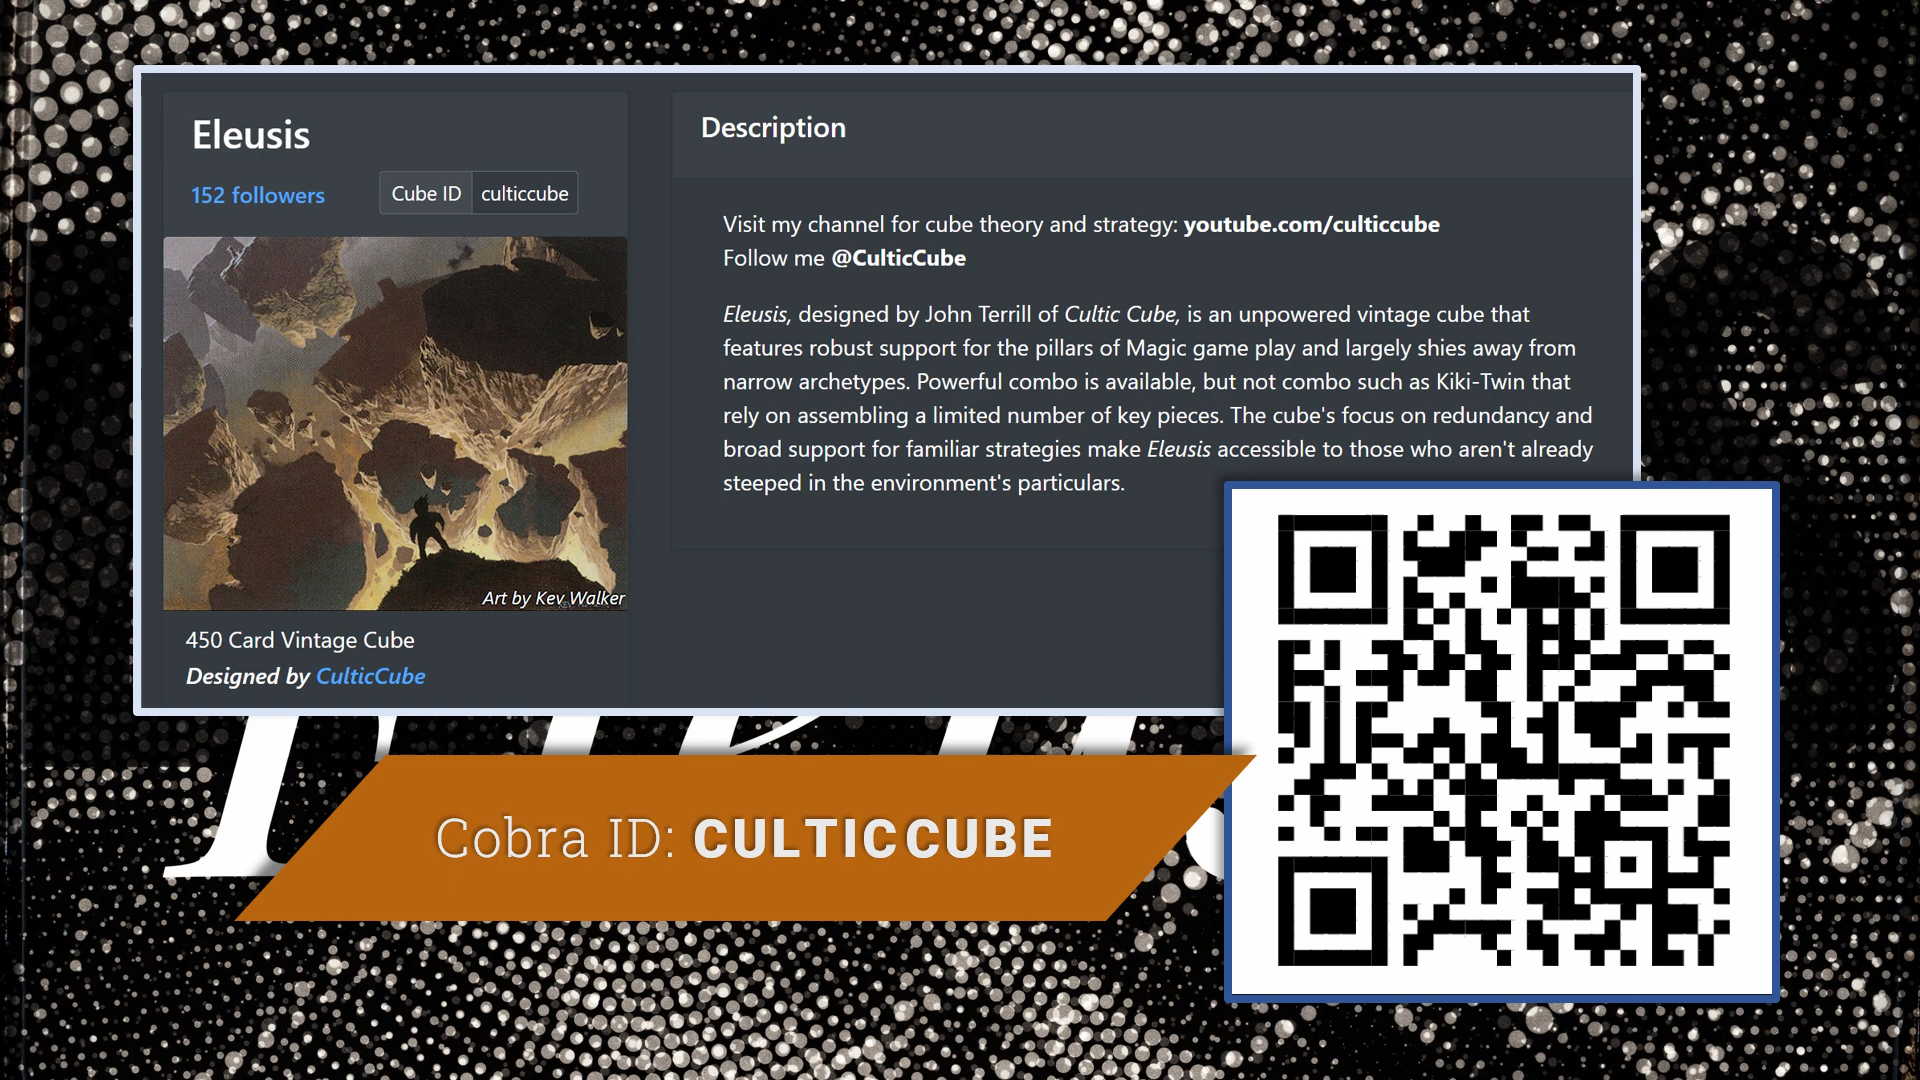 Eleusis
152 followers
Cube ID culticcube
Art by Kev Walker
450 Card Vintage Cube
Designed by CulticCube
Description
Visit my channel for cube theory and strategy: youtube.com/culticcube
Follow me @CulticCube
Eleusis, designed by John Terrill of Cultic Cube, is an unpowered vintage cube that
features robust support for the pillars of Magic game play and largely shies away from
narrow archetypes. Powerful combo is available, but not combo such as Kiki-Twin that
rely on assembling a limited number of key pieces. The cube's focus on redundancy and
broad support for familiar strategies make Eleusis accessible to those who aren't already
steeped in the environment's particulars.
Cobra ID: CULTICCUBE